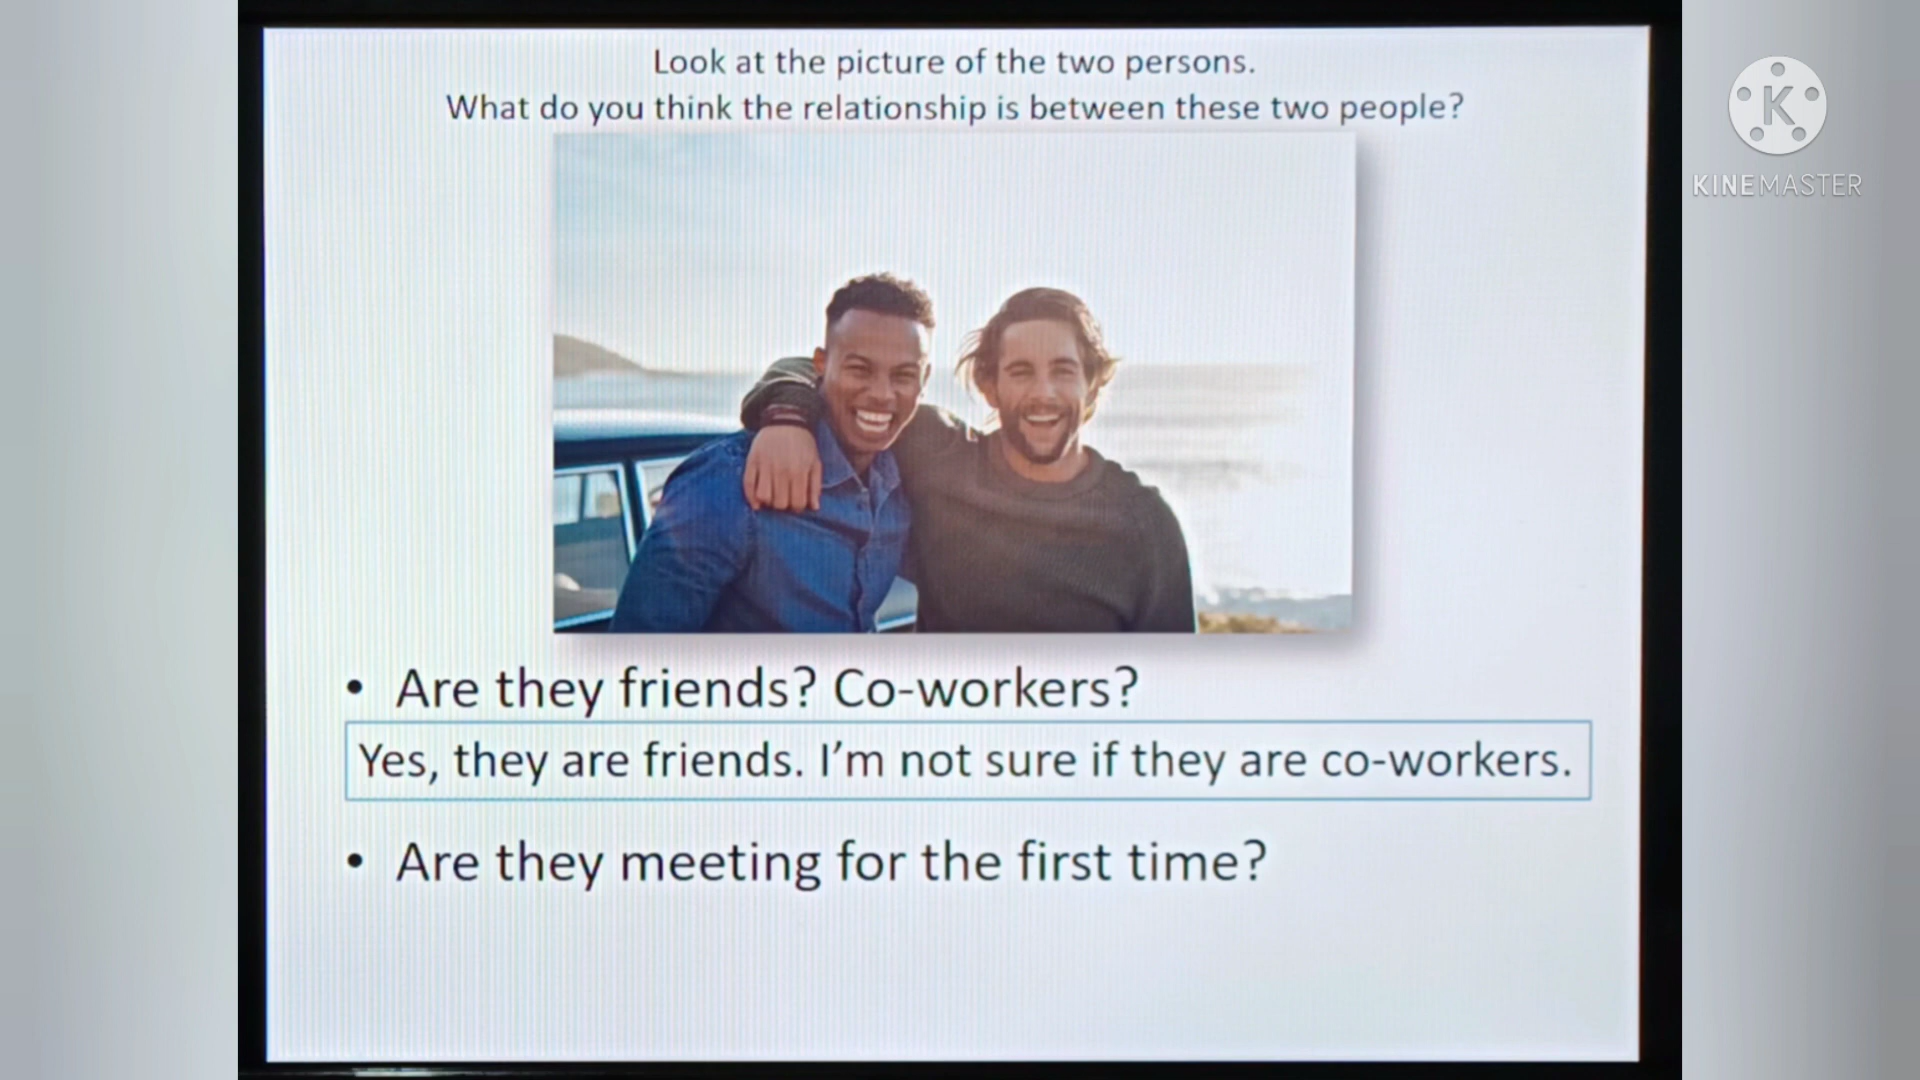 Look at the picture of the two persons.
What do you think the relationship is between these two people?
K
KINEMASTER
• Are they friends? Co-workers?
Yes, they are friends. I’m not sure if they are co-workers.
• Are they meeting for the first time?